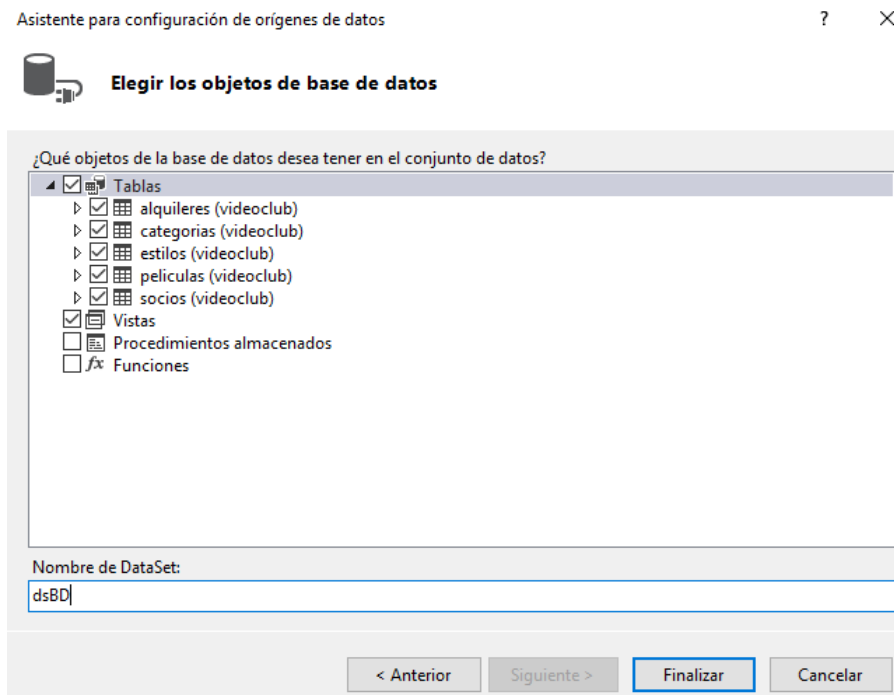 Asistente para configuración de orígenes de datos
?
Elegir los objetos de base de datos
¿Qué objetos de la base de datos desea tener en el conjunto de datos?
Tablas
alquileres (videoclub)
categorias (videoclub)
estilos (videoclub)
peliculas (videoclub)
socios (videoclub)
Vistas
Procedimientos almacenados
fx Funciones
Nombre de DataSet:
dsBD
< Anterior Siguiente > Finalizar Cancelar